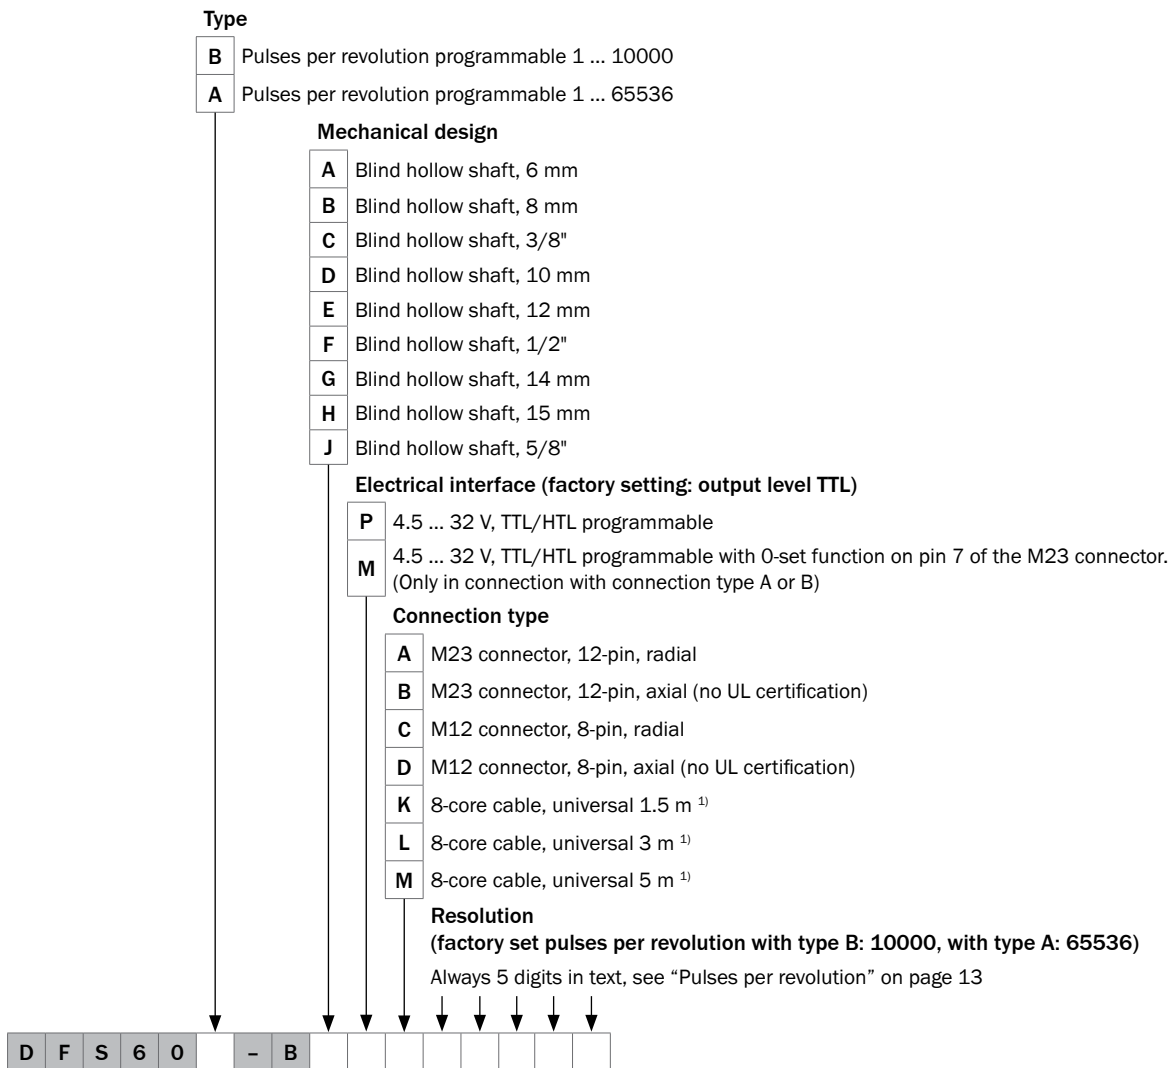 Type
B Pulses per revolution programmable 1 ... 10000
A Pulses per revolution programmable 1 ... 65536
Mechanical design
A Blind hollow shaft, 6 mm
B Blind hollow shaft, 8 mm
C Blind hollow shaft, 3/8"
D Blind hollow shaft, 10 mm
E Blind hollow shaft, 12 mm
F Blind hollow shaft, 1/2"
G Blind hollow shaft, 14 mm
H Blind hollow shaft, 15 mm
J Blind hollow shaft, 5/8"
Electrical interface (factory setting: output level TTL)
P 4.5 ... 32 V, TTL/HTL programmable
M 4.5 ... 32 V, TTL/HTL programmable with 0-set function on pin 7 of the M23 connector.
(Only in connection with connection type A or B)
Connection type
A M23 connector, 12-pin, radial
B M23 connector, 12-pin, axial (no UL certification)
C M12 connector, 8-pin, radial
D M12 connector, 8-pin, axial (no UL certification)
K 8-core cable, universal 1.5 m 1)
L 8-core cable, universal 3 m 1)
M 8-core cable, universal 5 m 1)
Resolution
(factory set pulses per revolution with type B: 10000, with type A: 65536)
Always 5 digits in text, see “Pulses per revolution” on page 13
D F S 6 0 – B